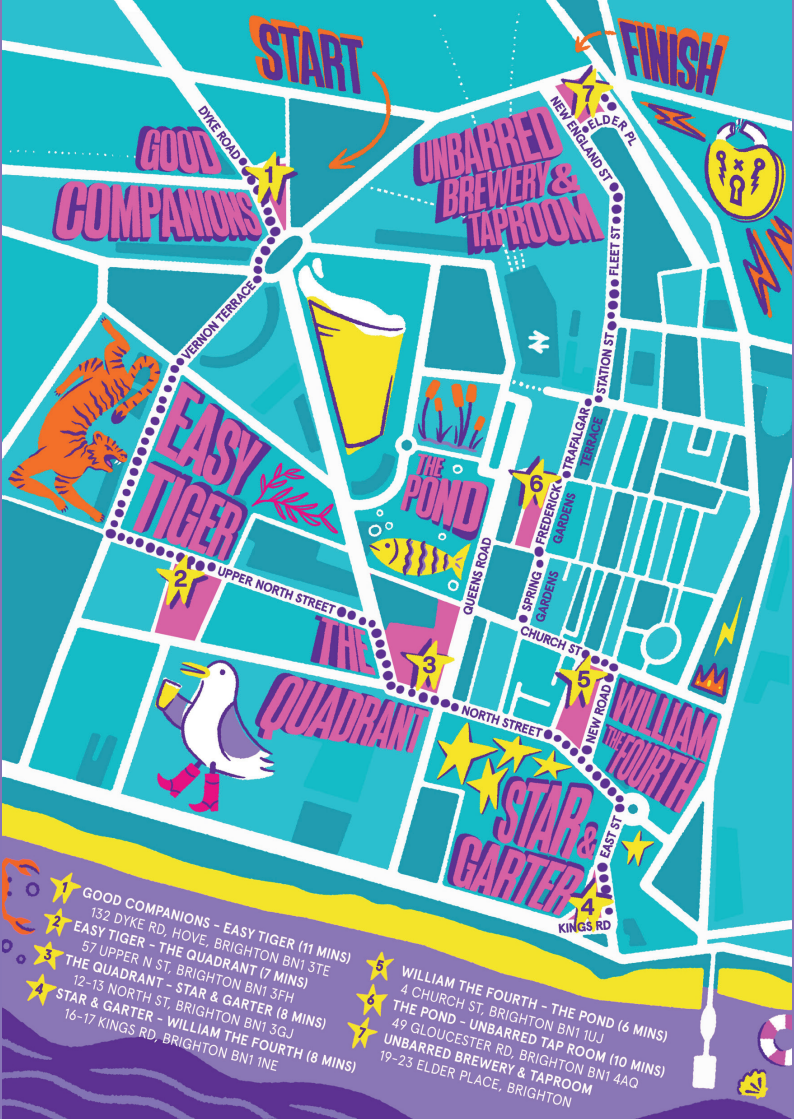 START
FINISH
7
ELDER PL
NEW ENGLAND ST
DYKE ROAD
GOOD
COMPANIONS
1
UNBARRED
BREWERY &
TAPROOM
FLEET ST
VERNON TERRACE
STATION ST
EASY
TIGER
THE
POND
6
TRAFALGAR
TERRACE
FREDERICK
GARDENS
QUEENS ROAD
2
UPPER NORTH STREET
SPRING
GARDENS
CHURCH ST
THE
QUADRANT
3
5
NEW ROAD
WILLIAM
THE FOURTH
NORTH STREET
STAR &
GARTER
EAST ST
4
KINGS RD
1 GOOD COMPANIONS – EASY TIGER (11 MINS)
132 DYKE RD, HOVE, BRIGHTON BN1 3TE
2 EASY TIGER – THE QUADRANT (7 MINS)
57 UPPER N ST, BRIGHTON BN1 3FH
3 THE QUADRANT – STAR & GARTER (8 MINS)
12-13 NORTH ST, BRIGHTON BN1 3GJ
4 STAR & GARTER – WILLIAM THE FOURTH (8 MINS)
16-17 KINGS RD, BRIGHTON BN1 1NE
5 WILLIAM THE FOURTH – THE POND (6 MINS)
4 CHURCH ST, BRIGHTON BN1 1UJ
6 THE POND – UNBARRED TAP ROOM (10 MINS)
49 GLOUCESTER RD, BRIGHTON BN1 4AQ
7 UNBARRED BREWERY & TAPROOM
19-23 ELDER PLACE, BRIGHTON